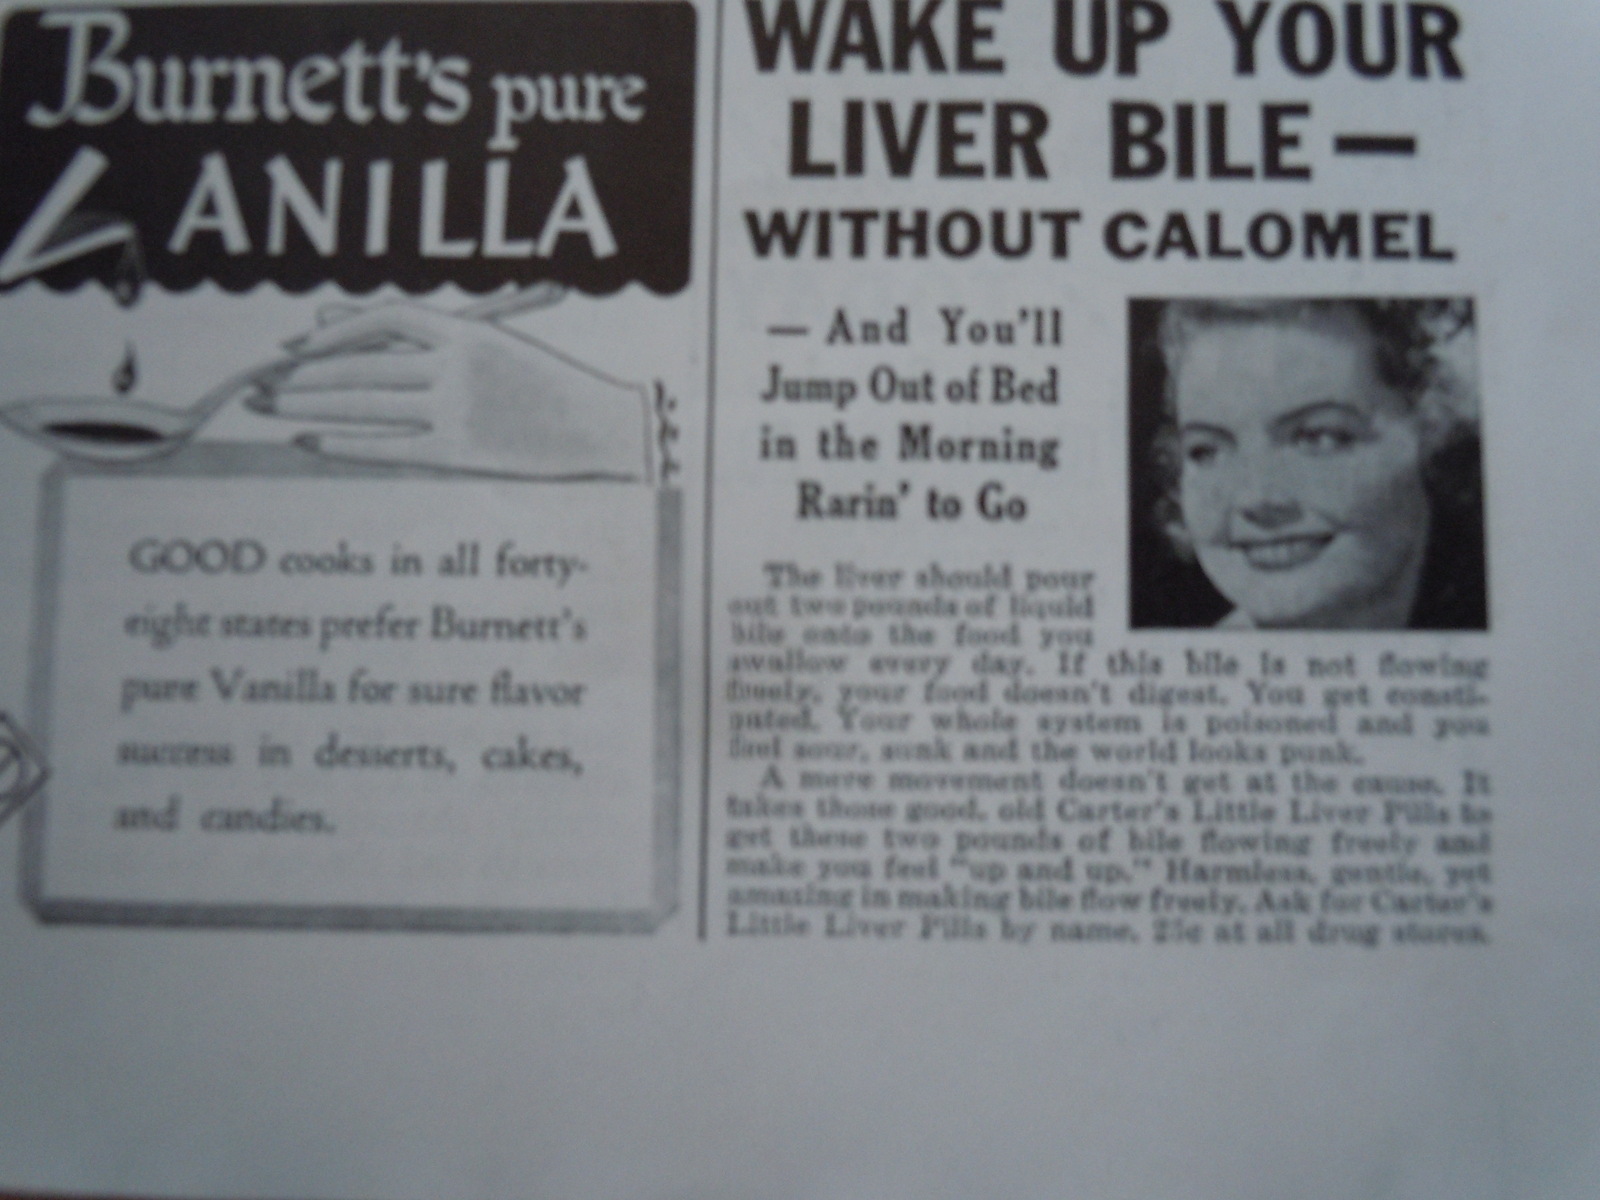 Burnett's pure
VANILLA
GOOD cooks in all forty-
eight states prefer Burnett's
pure Vanilla for sure flavor
success in desserts, cakes,
and candies.
WAKE UP YOUR
LIVER BILE—
WITHOUT CALOMEL
— And You'll
Jump Out of Bed
in the Morning
Rarin' to Go
The liver should pour
out two pounds of liquid
bile onto the food you
swallow every day. If this bile is not flowing
freely, your food doesn't digest. You get consti-
pated. Your whole system is poisoned and you
feel sour, sunk and the world looks punk.
A mere movement doesn't get at the cause. It
takes those good, old Carter's Little Liver Pills to
get these two pounds of bile flowing freely and
make you feel "up and up." Harmless, gentle, yet
amazing in making bile flow freely. Ask for Carter's
Little Liver Pills by name. 25c at all drug stores.